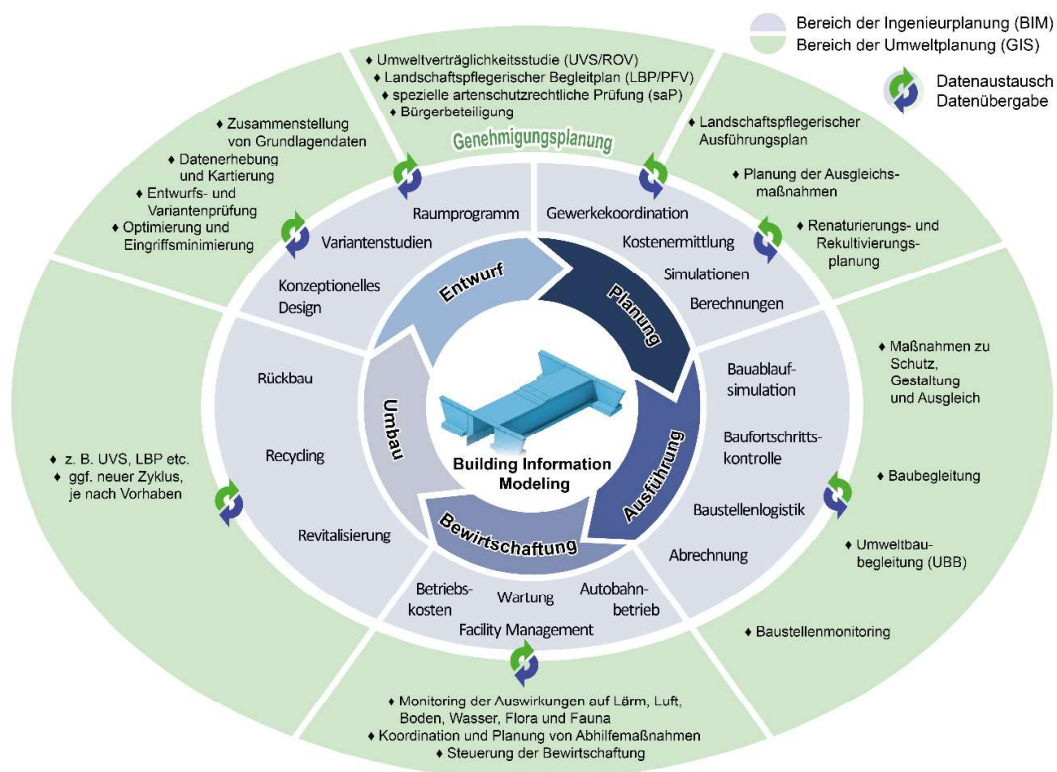 Bereich der Ingenieurplanung (BIM)
Bereich der Umweltplanung (GIS)
Datenaustausch
Datenübergabe
♦ Umweltverträglichkeitsstudie (UVS/ROV)
♦ Landschaftspflegerischer Begleitplan (LBP/PFV)
♦ spezielle artenschutzrechtliche Prüfung (saP)
♦ Bürgerbeteiligung
Genehmigungsplanung
♦ Zusammenstellung
von Grundlagendaten
♦ Datenerhebung
und Kartierung
♦ Entwurfs- und
Variantenprüfung
♦ Optimierung und
Eingriffsminimierung
♦ Landschaftspflegerischer
Ausführungsplan
♦ Planung der Ausgleichs-
maßnahmen
♦ Renaturierungs- und
Rekultivierungs-
planung
Raumprogramm
Variantenstudien
Konzeptionelles
Design
Gewerkekoordination
Kostenermittlung
Simulationen
Berechnungen
Entwurf
Planung
Ausführung
Bewirtschaftung
Umbau
Building Information
Modeling
Rückbau
Recycling
Revitalisierung
Bauablauf-
simulation
Baufortschritts-
kontrolle
Baustellenlogistik
Abrechnung
Betriebs-
kosten
Wartung
Autobahn-
betrieb
Facility Management
♦ Maßnahmen zu
Schutz,
Gestaltung
und Ausgleich
♦ Baubegleitung
♦ Umweltbau-
begleitung (UBB)
♦ Baustellenmonitoring
♦ z. B. UVS, LBP etc.
♦ ggf. neuer Zyklus,
je nach Vorhaben
♦ Monitoring der Auswirkungen auf Lärm, Luft,
Boden, Wasser, Flora und Fauna
♦ Koordination und Planung von Abhilfemaßnahmen
♦ Steuerung der Bewirtschaftung